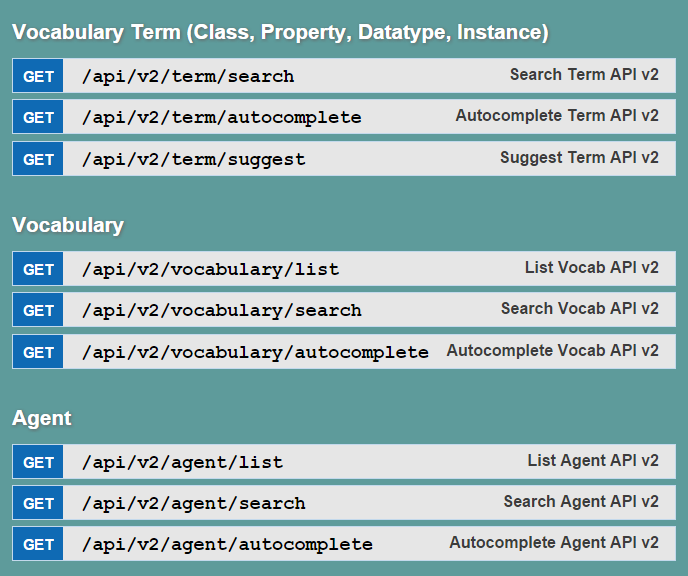 Vocabulary Term (Class, Property, Datatype, Instance)
GET /api/v2/term/search Search Term API v2
GET /api/v2/term/autocomplete Autocomplete Term API v2
GET /api/v2/term/suggest Suggest Term API v2
Vocabulary
GET /api/v2/vocabulary/list List Vocab API v2
GET /api/v2/vocabulary/search Search Vocab API v2
GET /api/v2/vocabulary/autocomplete Autocomplete Vocab API v2
Agent
GET /api/v2/agent/list List Agent API v2
GET /api/v2/agent/search Search Agent API v2
GET /api/v2/agent/autocomplete Autocomplete Agent API v2